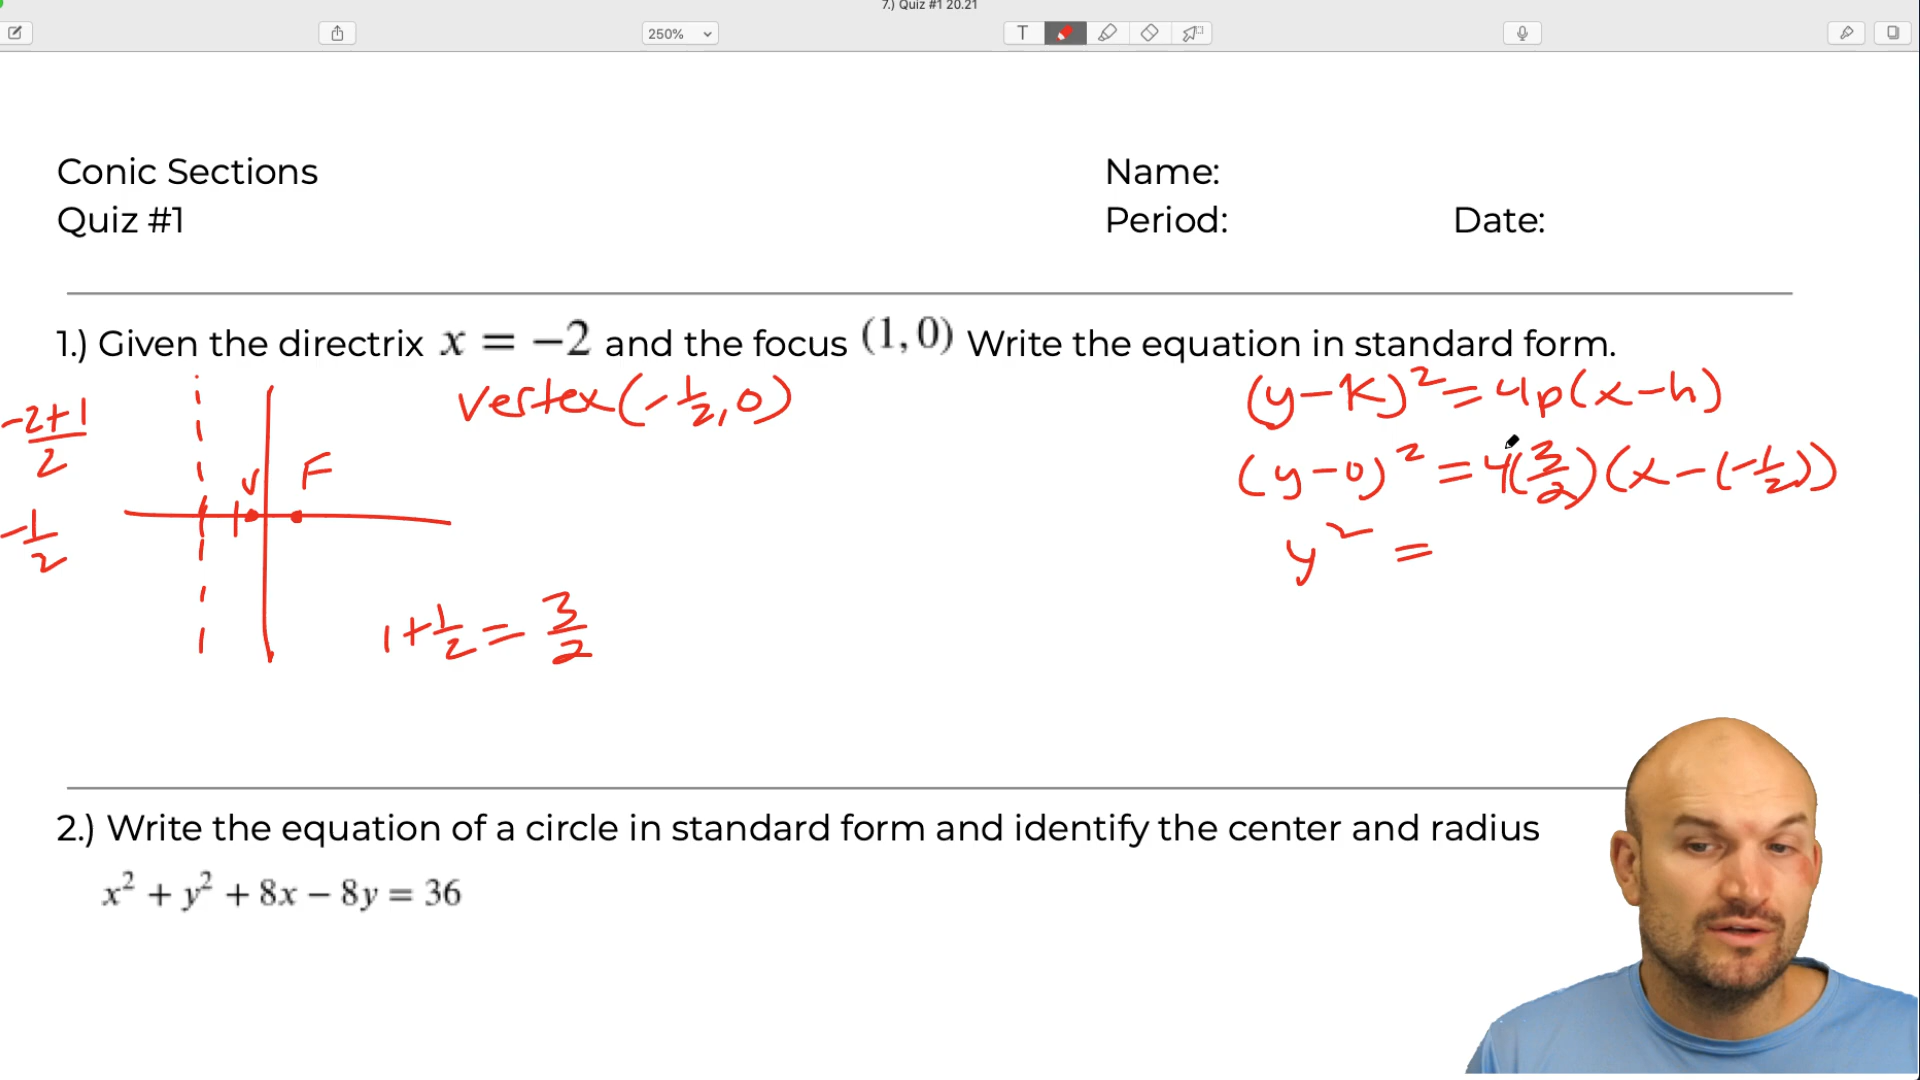 7.) Quiz #1 20.21
250%
T
Conic Sections
Name:
Quiz #1
Period:
Date:
1.) Given the directrix x = −2 and the focus (1, 0) Write the equation in standard form.
-2+1/2
vertex(-1/2, 0)
(y-k)² = 4p(x-h)
V
F
(y-0)² = 4(3/2)(x-(-1/2))
-1/2
y² =
1+1/2 = 3/2
2.) Write the equation of a circle in standard form and identify the center and radius
x² + y² + 8x − 8y = 36